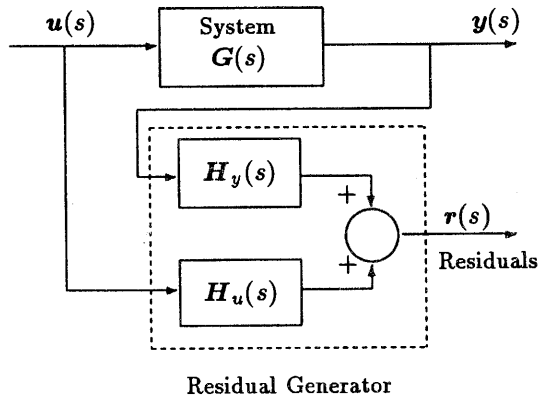 u(s)
System
G(s)
y(s)
H_y(s)
+
r(s)
+
Residuals
H_u(s)
Residual Generator